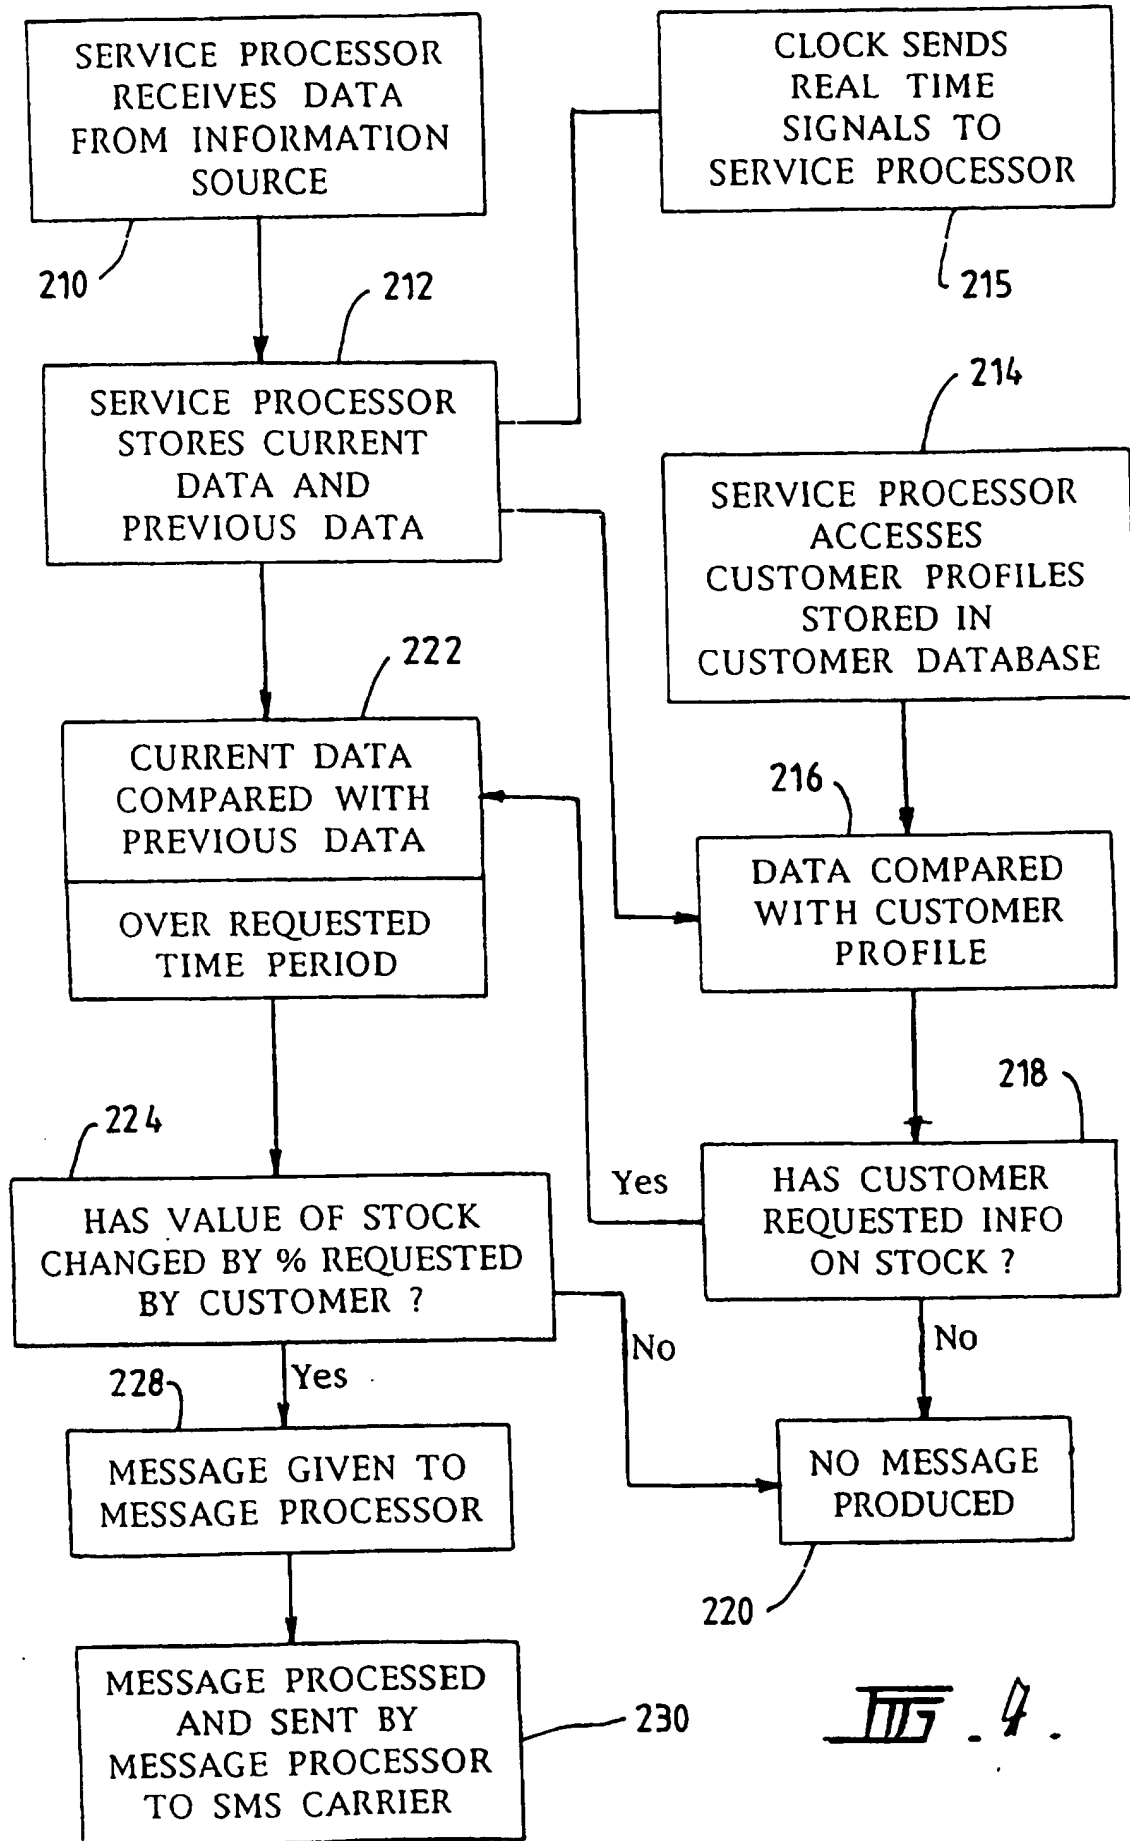 SERVICE PROCESSOR
RECEIVES DATA
FROM INFORMATION
SOURCE
210
CLOCK SENDS
REAL TIME
SIGNALS TO
SERVICE PROCESSOR
215
212
SERVICE PROCESSOR
STORES CURRENT
DATA AND
PREVIOUS DATA
214
SERVICE PROCESSOR
ACCESSES
CUSTOMER PROFILES
STORED IN
CUSTOMER DATABASE
222
CURRENT DATA
COMPARED WITH
PREVIOUS DATA
OVER REQUESTED
TIME PERIOD
216
DATA COMPARED
WITH CUSTOMER
PROFILE
218
HAS CUSTOMER
REQUESTED INFO
ON STOCK ?
Yes
No
224
HAS VALUE OF STOCK
CHANGED BY % REQUESTED
BY CUSTOMER ?
No
Yes
228
MESSAGE GIVEN TO
MESSAGE PROCESSOR
NO MESSAGE
PRODUCED
220
MESSAGE PROCESSED
AND SENT BY
MESSAGE PROCESSOR
TO SMS CARRIER
230
FIG. 4.